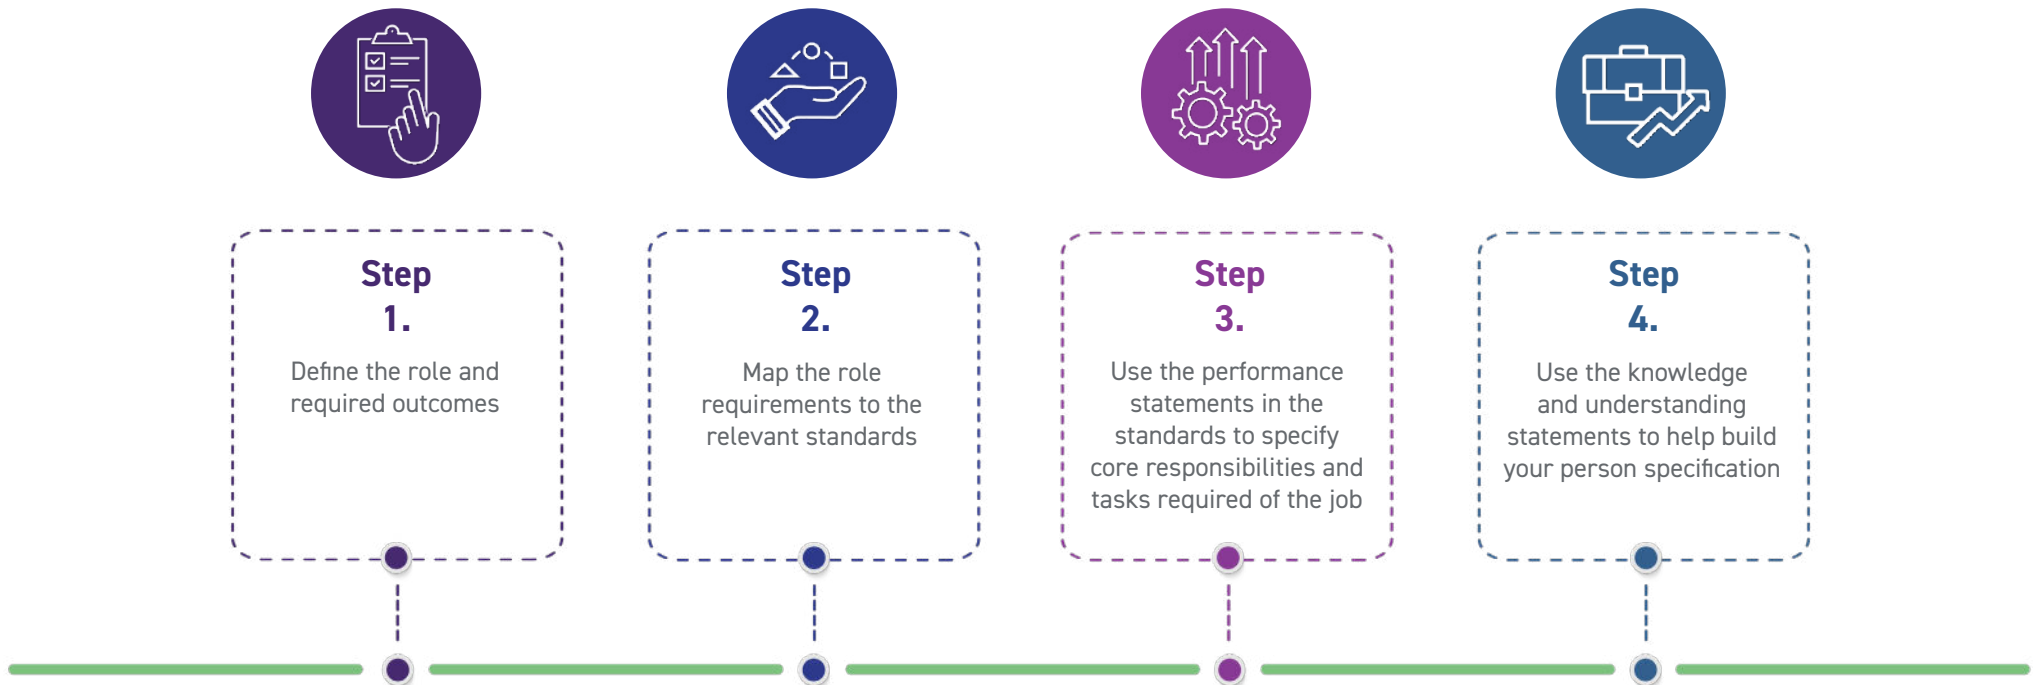 Step
1.
Define the role and
required outcomes
Step
2.
Map the role
requirements to the
relevant standards
Step
3.
Use the performance
statements in the
standards to specify
core responsibilities and
tasks required of the job
Step
4.
Use the knowledge
and understanding
statements to help build
your person specification